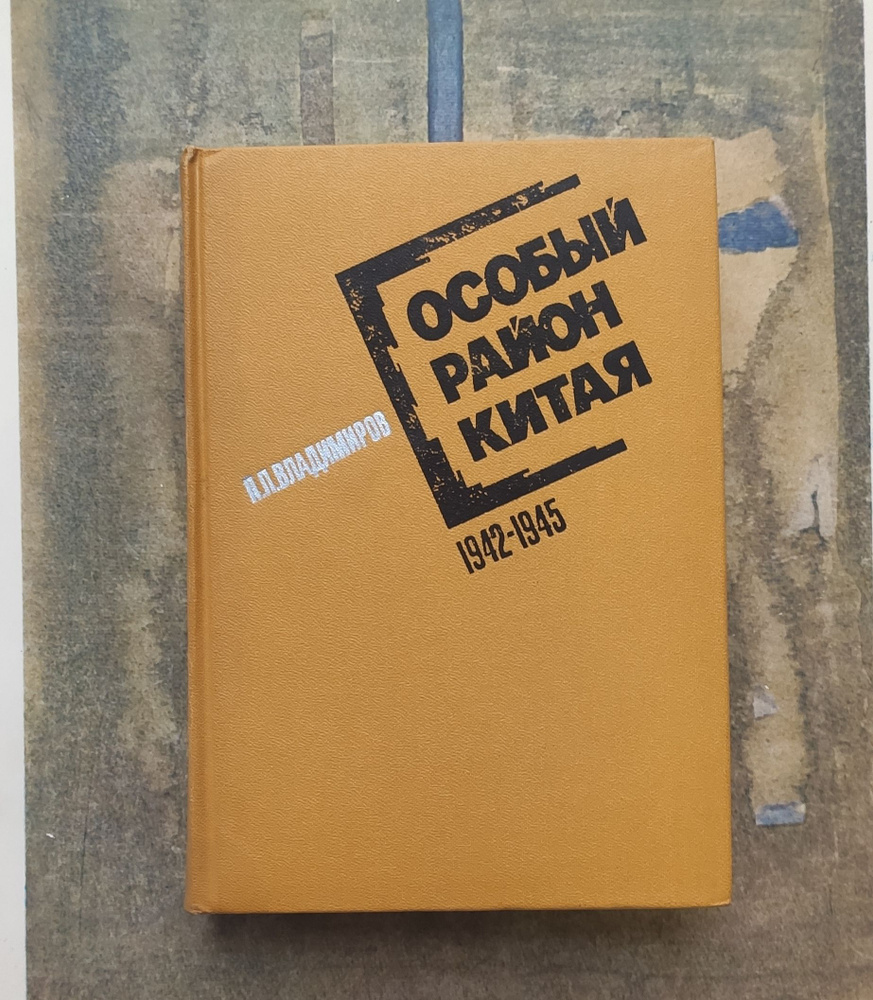 ОСОБЫЙ
РАЙОН
КИТАЯ
П.П.ВЛАДИМИРОВ
1942-1945